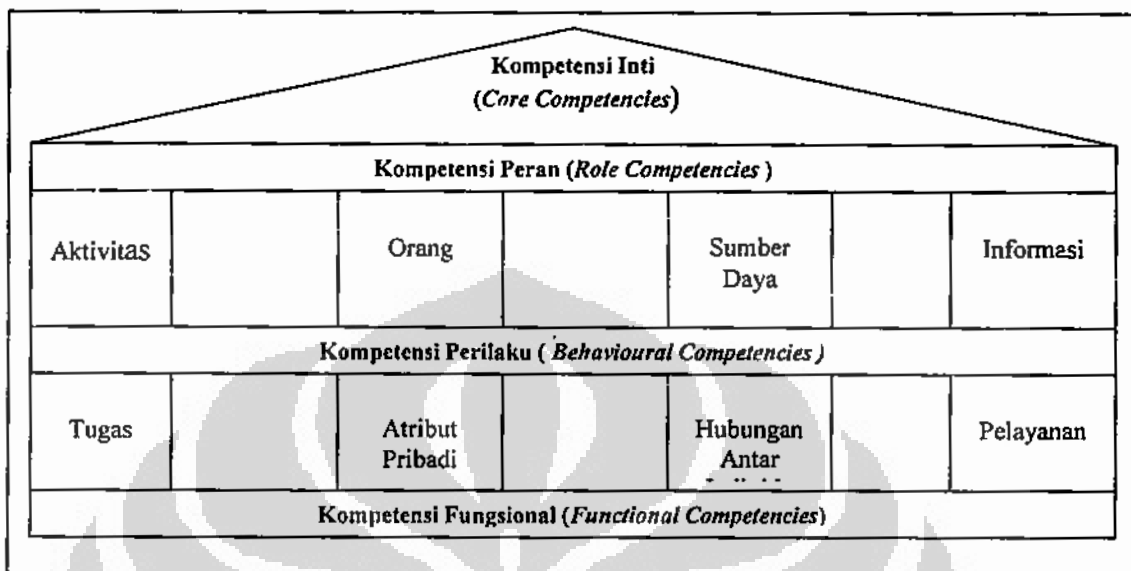 Kompetensi Inti
(Core Competencies)
Kompetensi Peran (Role Competencies )
Aktivitas
Orang
Sumber
Daya
Informasi
Kompetensi Perilaku ( Behavioural Competencies )
Tugas
Atribut
Pribadi
Hubungan
Antar
Pelayanan
Kompetensi Fungsional (Functional Competencies)